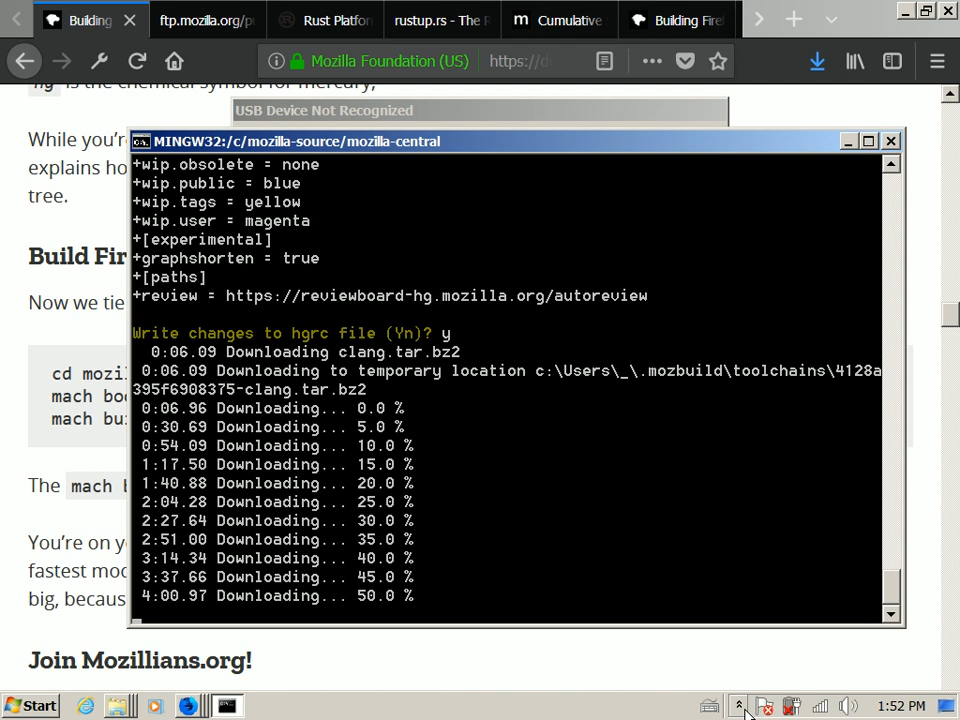 Building
ftp.mozilla.org/pu
Rust Platfor
rustup.rs - The R
Cumulative
Building Fire
Mozilla Foundation (US)
https://d
hg is the chemical symbol for mercury,
While you're
explains ho
tree.
USB Device Not Recognized
MINGW32:/c/mozilla-source/mozilla-central
+wip.obsolete = none
+wip.public = blue
+wip.tags = yellow
+wip.user = magenta
+[experimental]
+graphshorten = true
+[paths]
+review = https://reviewboard-hg.mozilla.org/autoreview
Write changes to hgrc file (Yn)? y
0:06.09 Downloading clang.tar.bz2
0:06.09 Downloading to temporary location c:\Users\_\.mozbuild\toolchains\4128a
395f6908375-clang.tar.bz2
0:06.96 Downloading... 0.0 %
0:30.69 Downloading... 5.0 %
0:54.09 Downloading... 10.0 %
1:17.50 Downloading... 15.0 %
1:40.88 Downloading... 20.0 %
2:04.28 Downloading... 25.0 %
2:27.64 Downloading... 30.0 %
2:51.00 Downloading... 35.0 %
3:14.34 Downloading... 40.0 %
3:37.66 Downloading... 45.0 %
4:00.97 Downloading... 50.0 %
Build Fir
Now we tie
cd mozil
mach boo
mach bui
The mach b
You're on y
fastest mod
big, becaus
Join Mozillians.org!
Start
1:52 PM